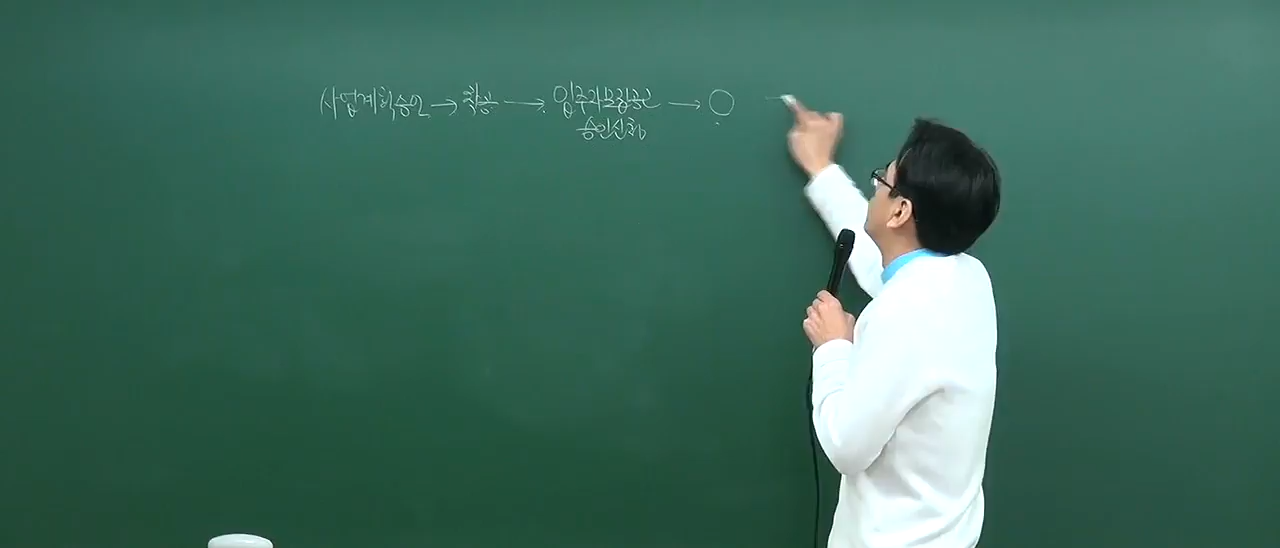 사업계획승인 → 착공 → 입주자모집공고 → ○
승인신청